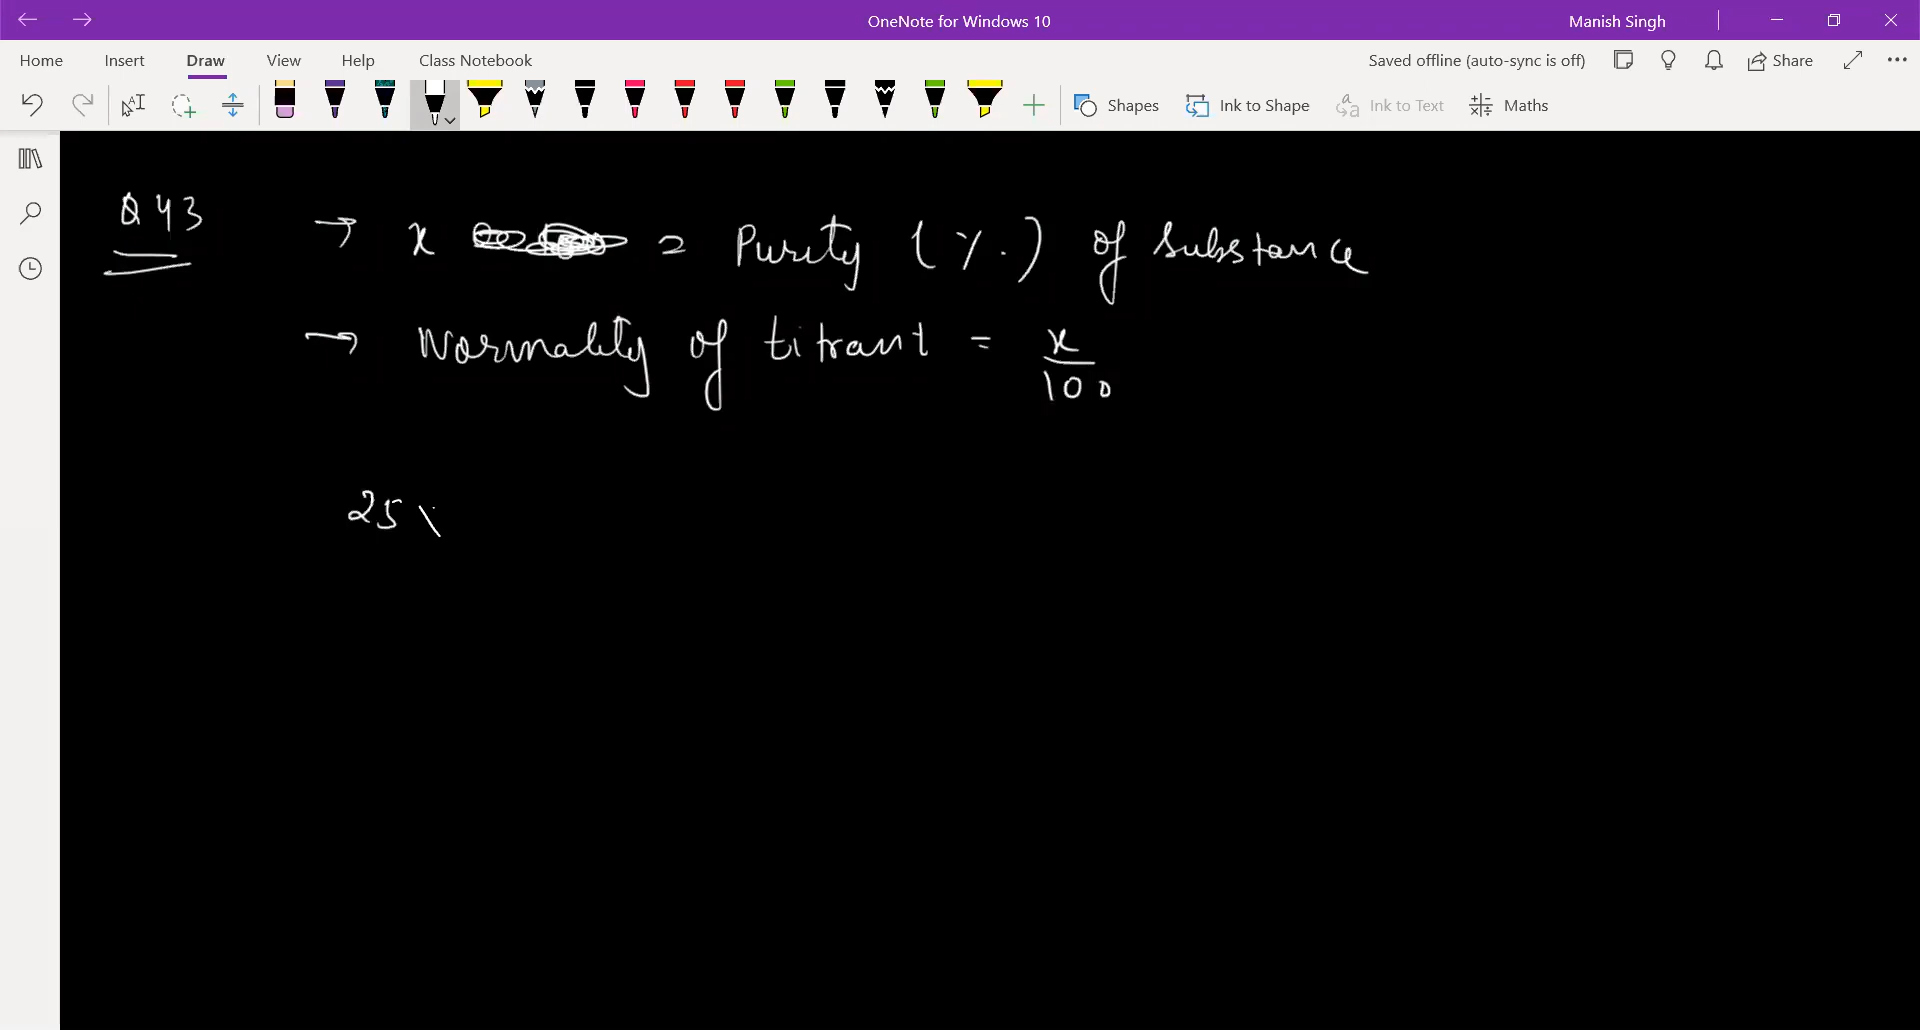 OneNote for Windows 10
Manish Singh
Home Insert Draw View Help Class Notebook
Saved offline (auto-sync is off) Share
Shapes Ink to Shape Ink to Text Maths
Q 43 → x = Purity (%.) of substance
→ Normality of titrant = x/100
25 \